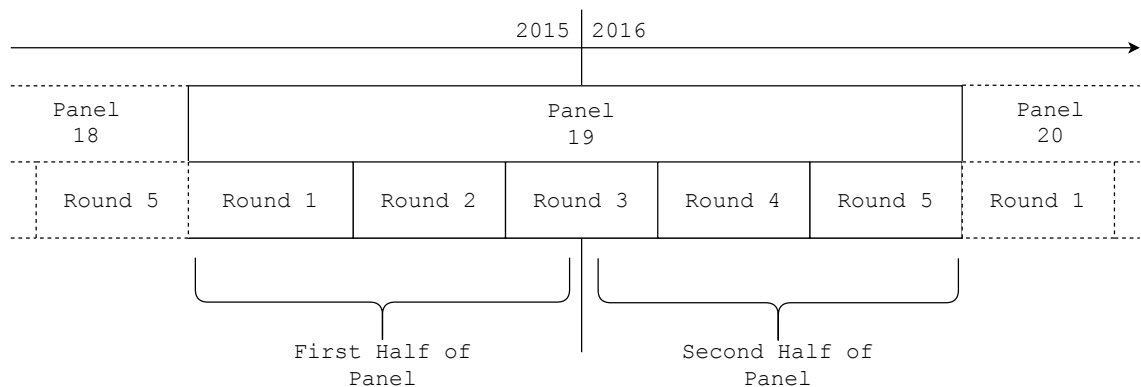 2015 2016
Panel
18
Panel
19
Panel
20
Round 5 Round 1 Round 2 Round 3 Round 4 Round 5 Round 1
First Half of
Panel
Second Half of
Panel